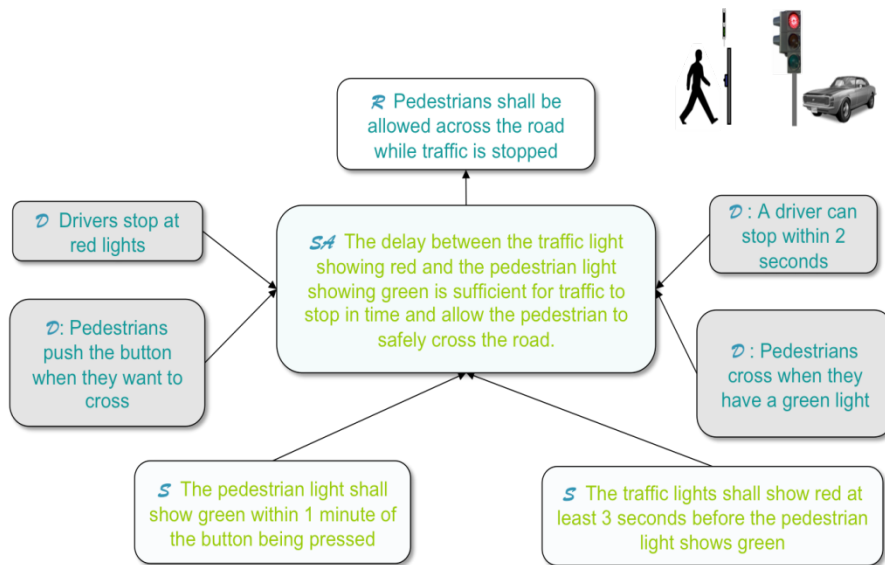 R Pedestrians shall be
allowed across the road
while traffic is stopped
D Drivers stop at
red lights
SA The delay between the traffic light
showing red and the pedestrian light
showing green is sufficient for traffic to
stop in time and allow the pedestrian to
safely cross the road.
D : A driver can
stop within 2
seconds
D: Pedestrians
push the button
when they want to
cross
D : Pedestrians
cross when they
have a green light
S The pedestrian light shall
show green within 1 minute of
the button being pressed
S The traffic lights shall show red at
least 3 seconds before the pedestrian
light shows green